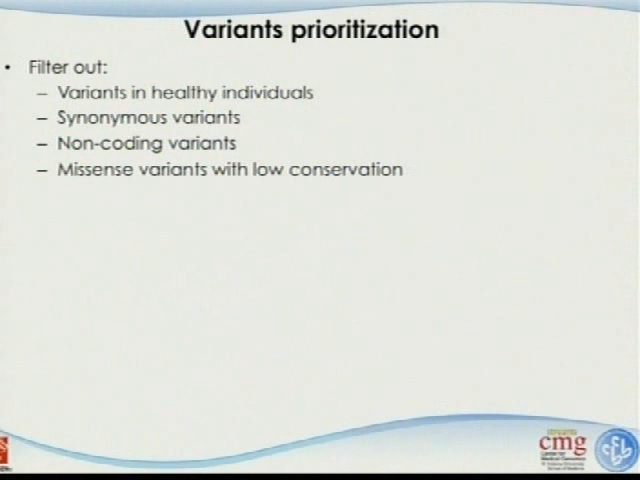 Variants prioritization
• Filter out:
– Variants in healthy individuals
– Synonymous variants
– Non-coding variants
– Missense variants with low conservation
cmg